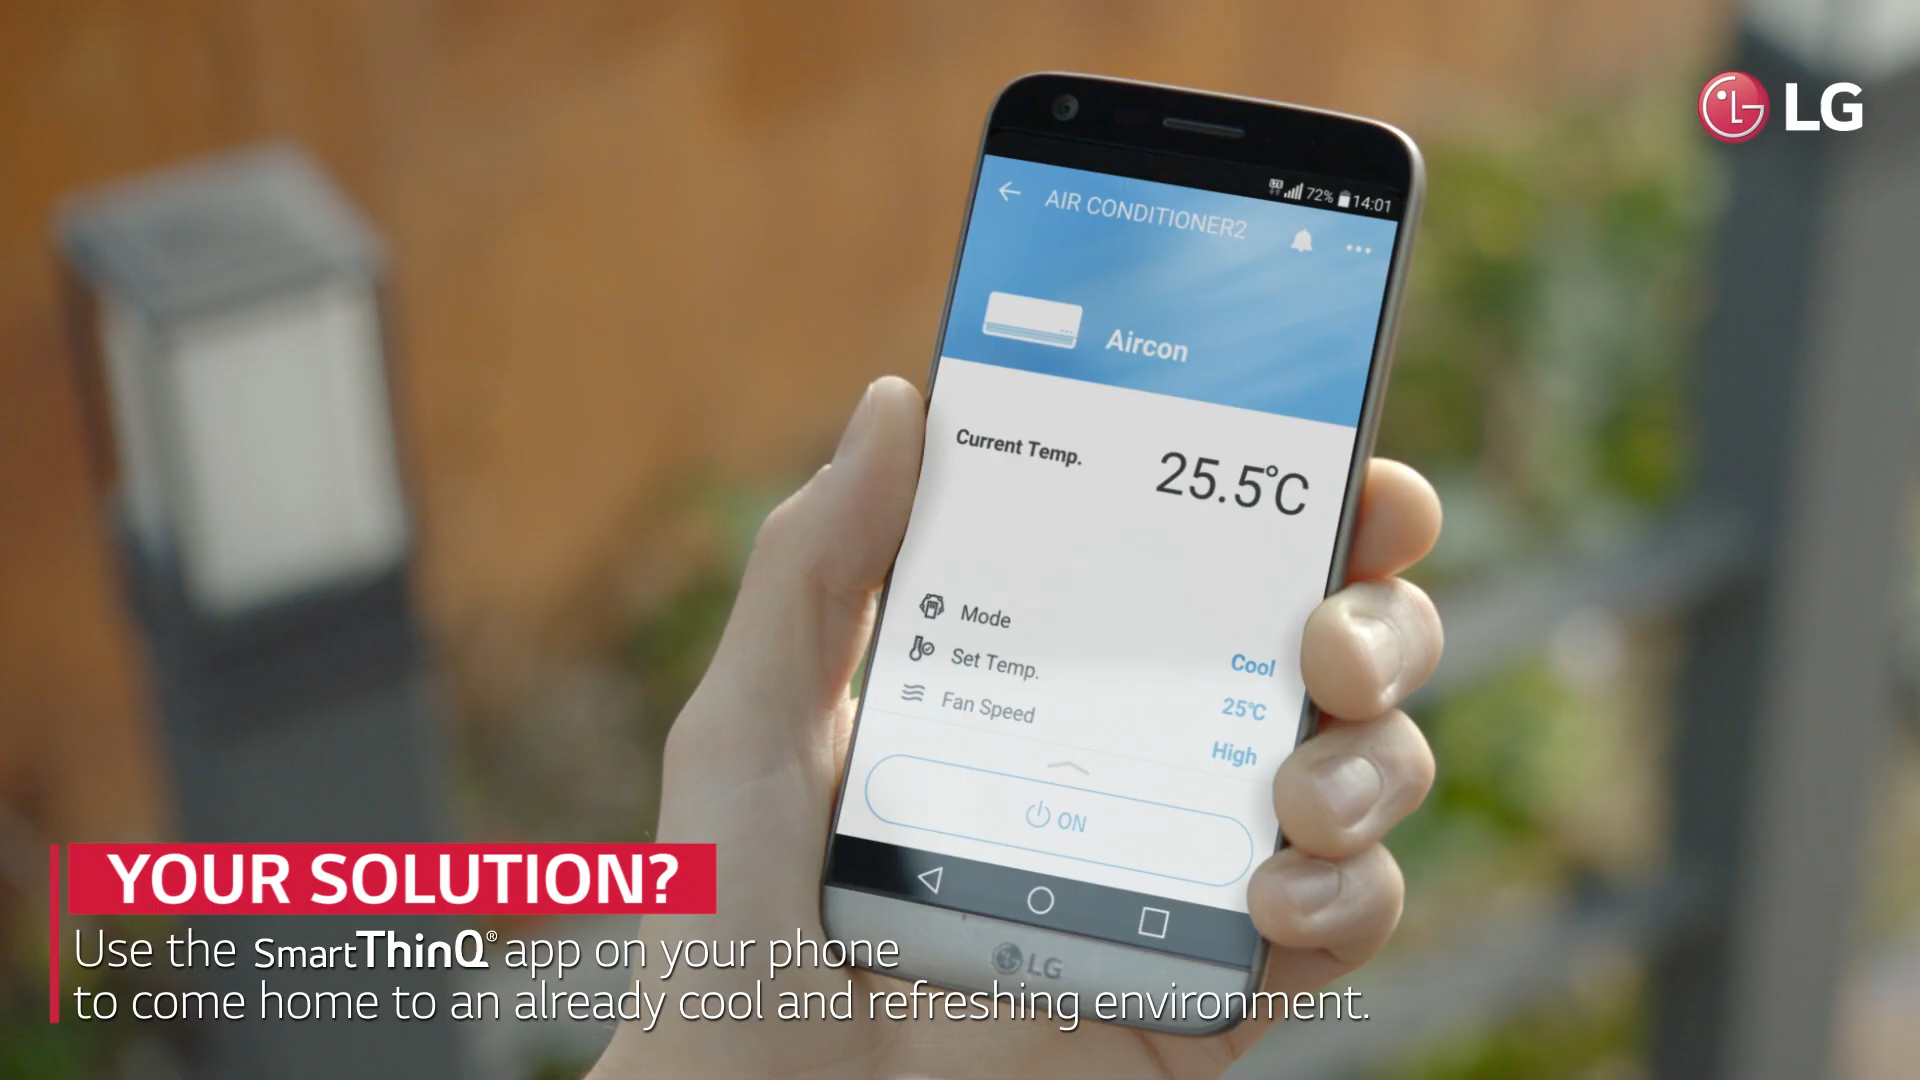 LG
72% 14:01
AIR CONDITIONER2
Aircon
Current Temp. 25.5°C
Mode Cool
Set Temp. 25°C
Fan Speed High
ON
LG
YOUR SOLUTION?
Use the SmartThinQ® app on your phone
to come home to an already cool and refreshing environment.